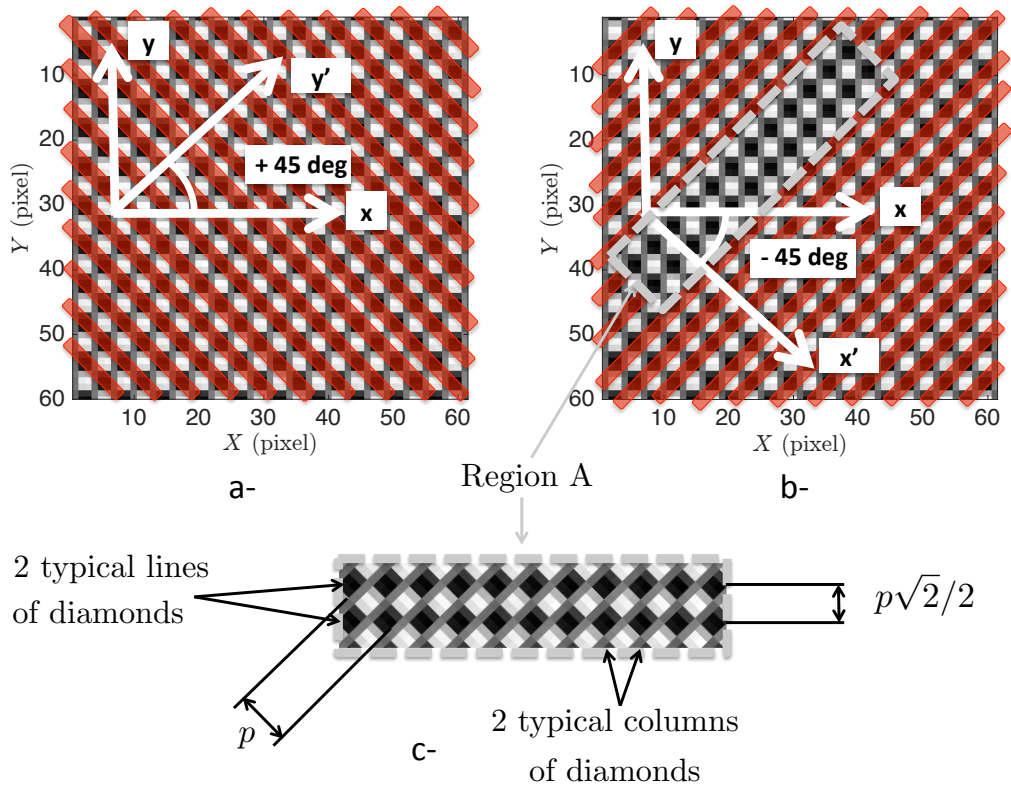 y
y'
+ 45 deg
x
10
20
30
40
50
60
Y (pixel)
10 20 30 40 50 60
X (pixel)
a-
y
x
- 45 deg
x'
10
20
30
40
50
60
Y (pixel)
10 20 30 40 50 60
X (pixel)
b-
Region A
2 typical lines
of diamonds
p√2/2
p
2 typical columns
of diamonds
c-